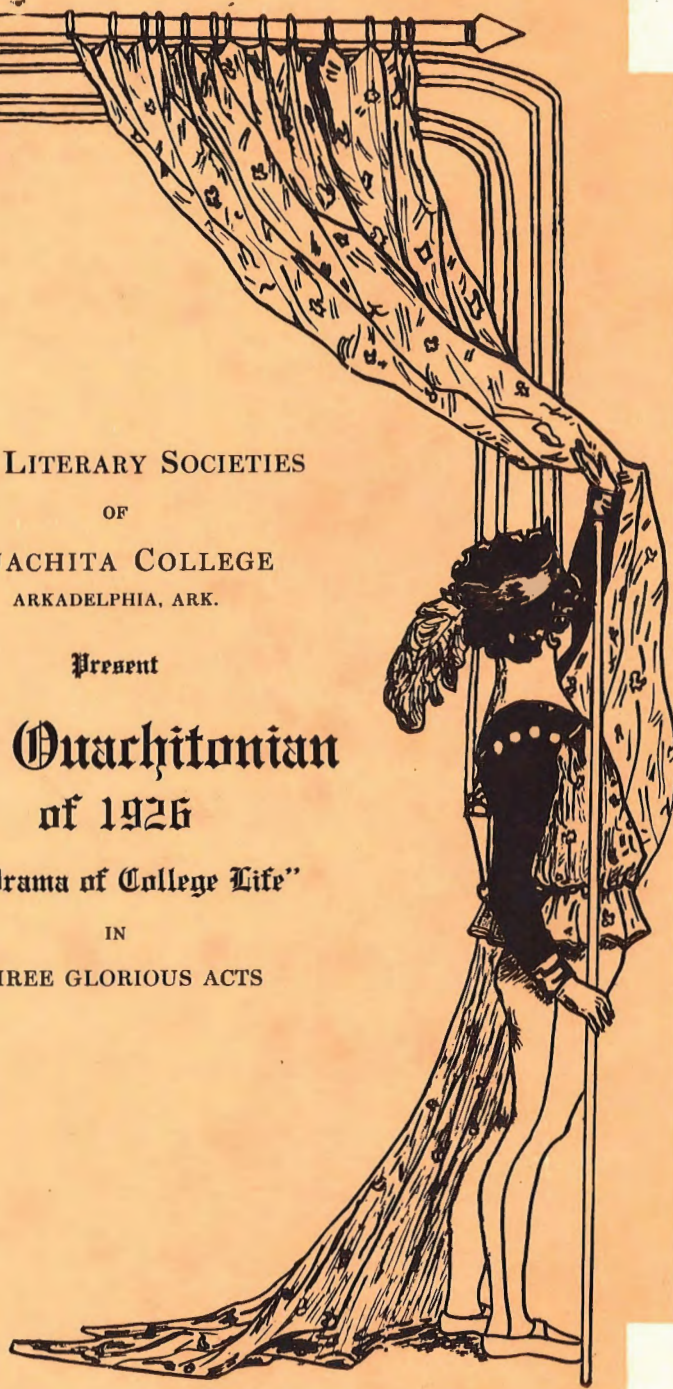 LITERARY SOCIETIES
OF
ACHITA COLLEGE
ARKADELPHIA, ARK.
Present
Ouachitonian
of 1926
rama of College Life”
IN
IREE GLORIOUS ACTS